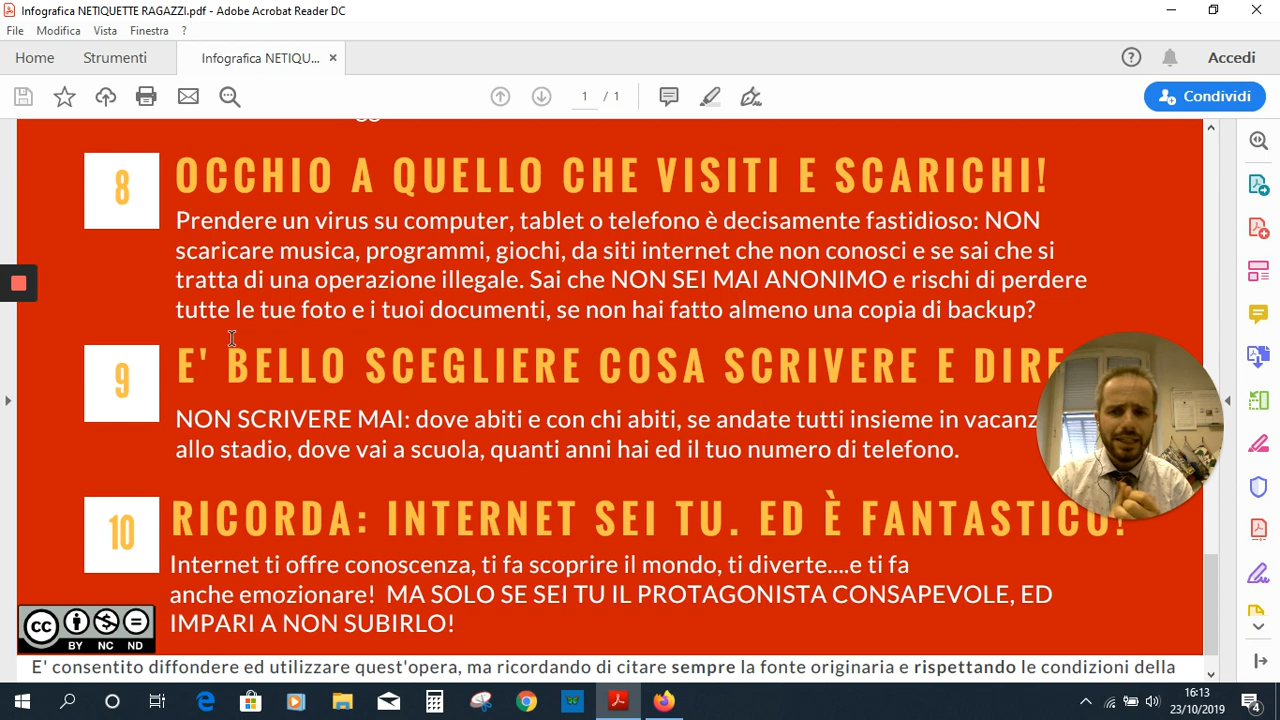 Infografica NETIQUETTE RAGAZZI.pdf - Adobe Acrobat Reader DC
File Modifica Vista Finestra ?
Home Strumenti Infografica NETIQU... × Accedi
1 / 1 Condividi
8 OCCHIO A QUELLO CHE VISITI E SCARICHI!
Prendere un virus su computer, tablet o telefono è decisamente fastidioso: NON
scaricare musica, programmi, giochi, da siti internet che non conosci e se sai che si
tratta di una operazione illegale. Sai che NON SEI MAI ANONIMO e rischi di perdere
tutte le tue foto e i tuoi documenti, se non hai fatto almeno una copia di backup?
9 E' BELLO SCEGLIERE COSA SCRIVERE E DIRE
NON SCRIVERE MAI: dove abiti e con chi abiti, se andate tutti insieme in vacanz
allo stadio, dove vai a scuola, quanti anni hai ed il tuo numero di telefono.
10 RICORDA: INTERNET SEI TU. ED È FANTASTICO!
Internet ti offre conoscenza, ti fa scoprire il mondo, ti diverte....e ti fa
anche emozionare! MA SOLO SE SEI TU IL PROTAGONISTA CONSAPEVOLE, ED
IMPARI A NON SUBIRLO!
cc BY NC ND
E' consentito diffondere ed utilizzare quest'opera, ma ricordando di citare sempre la fonte originaria e rispettando le condizioni della
16:13
23/10/2019
4